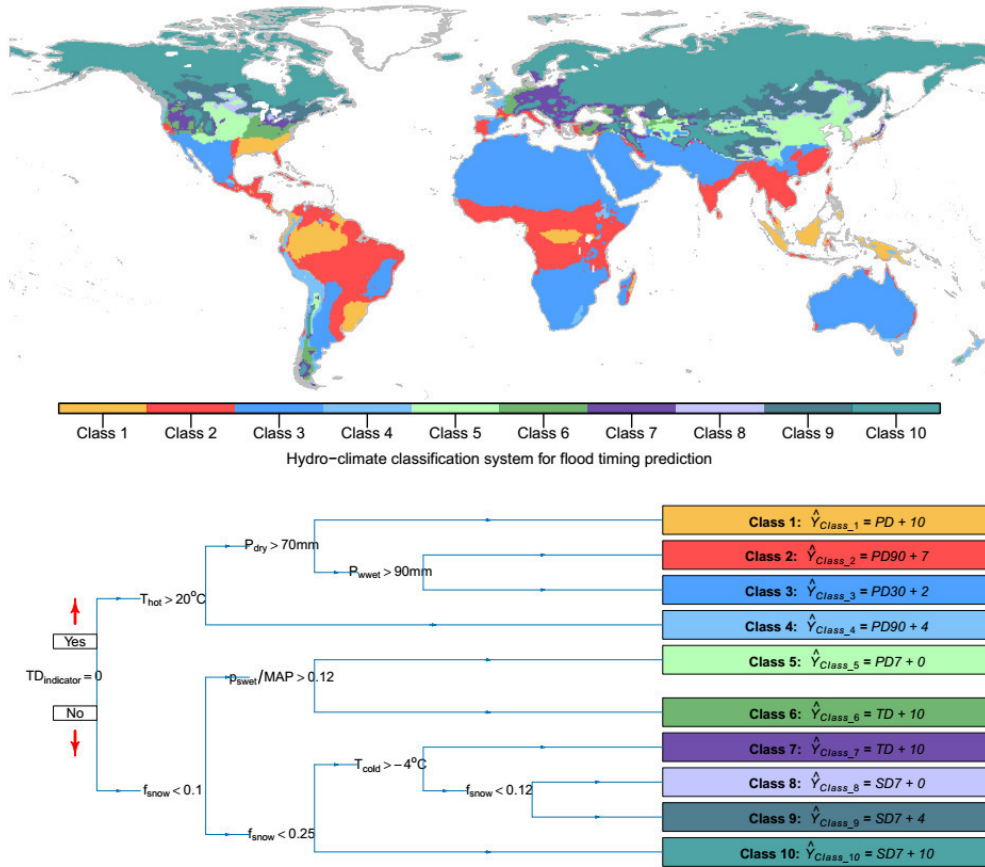 Class 1 Class 2 Class 3 Class 4 Class 5 Class 6 Class 7 Class 8 Class 9 Class 10
Hydro−climate classification system for flood timing prediction
Class 1: Ŷ_Class_1 = PD + 10
P_dry > 70mm
Class 2: Ŷ_Class_2 = PD90 + 7
P_wwet > 90mm
Class 3: Ŷ_Class_3 = PD30 + 2
T_hot > 20°C
Class 4: Ŷ_Class_4 = PD90 + 4
Yes
Class 5: Ŷ_Class_5 = PD7 + 0
TD_indicator = 0
p_swet/MAP > 0.12
No
Class 6: Ŷ_Class_6 = TD + 10
Class 7: Ŷ_Class_7 = TD + 10
T_cold > −4°C
Class 8: Ŷ_Class_8 = SD7 + 0
f_snow < 0.1
f_snow < 0.12
Class 9: Ŷ_Class_9 = SD7 + 4
f_snow < 0.25
Class 10: Ŷ_Class_10 = SD7 + 10